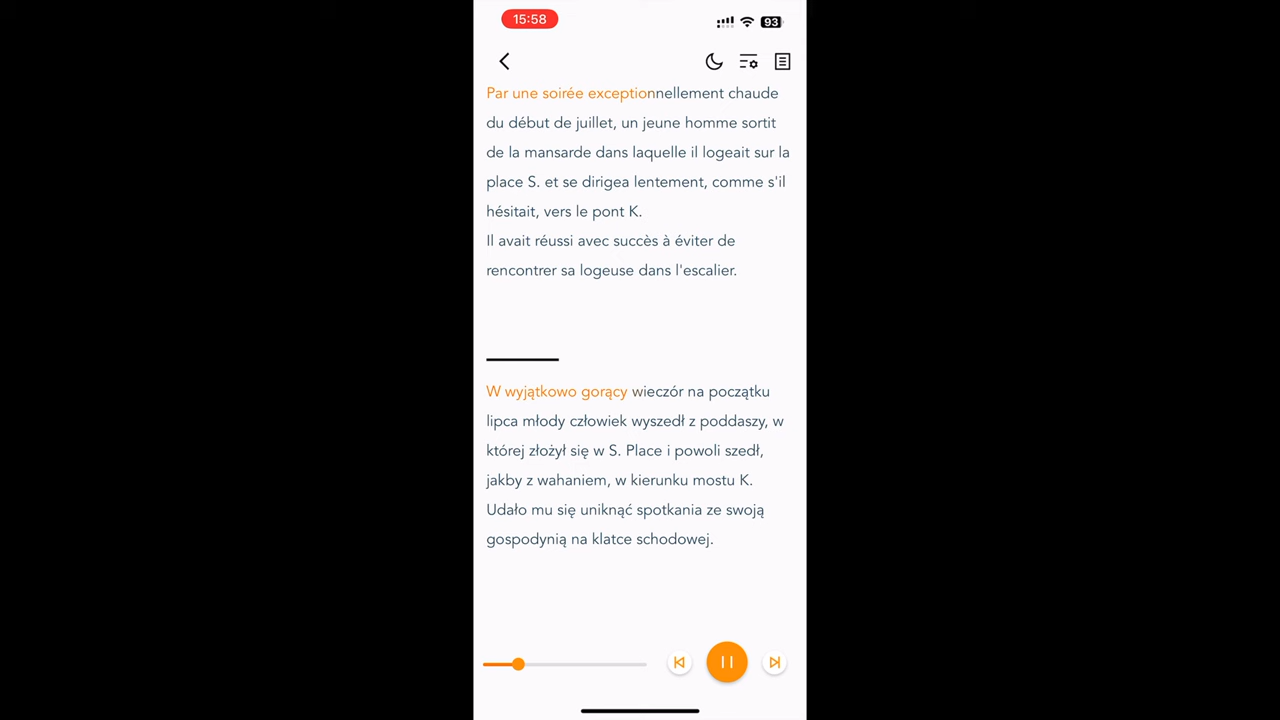 15:58
93
Par une soirée exceptionnellement chaude
du début de juillet, un jeune homme sortit
de la mansarde dans laquelle il logeait sur la
place S. et se dirigea lentement, comme s'il
hésitait, vers le pont K.
Il avait réussi avec succès à éviter de
rencontrer sa logeuse dans l'escalier.
W wyjątkowo gorący wieczór na początku
lipca młody człowiek wyszedł z poddaszy, w
której złożył się w S. Place i powoli szedł,
jakby z wahaniem, w kierunku mostu K.
Udało mu się uniknąć spotkania ze swoją
gospodynią na klatce schodowej.